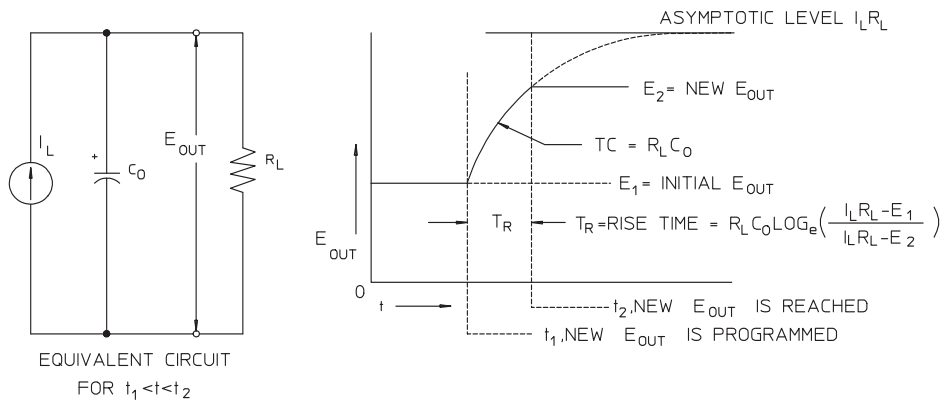 I_L
+
C_O
E_OUT
R_L
EQUIVALENT CIRCUIT
FOR t_1<t<t_2
ASYMPTOTIC LEVEL I_LR_L
E_2= NEW E_OUT
TC = R_LC_O
E_1= INITIAL E_OUT
T_R
T_R=RISE TIME = R_LC_OLOG_e(I_LR_L-E_1/I_LR_L-E_2)
E_OUT
O
t
t_2,NEW E_OUT IS REACHED
t_1,NEW E_OUT IS PROGRAMMED